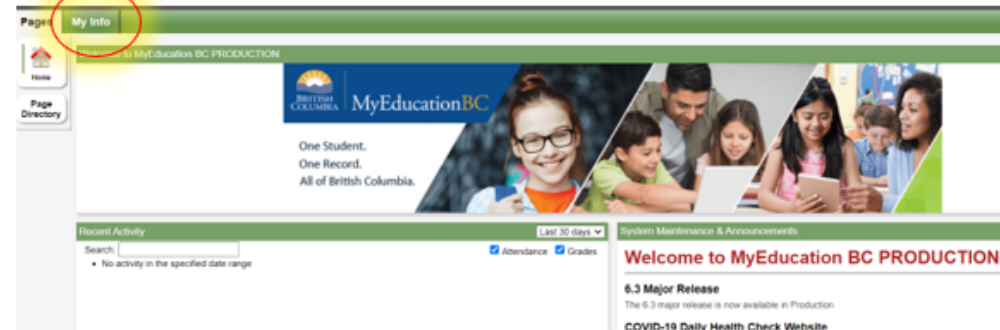 Pages My Info
Welcome to MyEducation BC PRODUCTION
Home
Page
Directory
BRITISH
COLUMBIA
MyEducationBC
One Student.
One Record.
All of British Columbia.
Recent Activity Last 30 days
Search: Attendance Grades
No activity in the specified date range
System Maintenance & Announcements
Welcome to MyEducation BC PRODUCTION
6.3 Major Release
The 6.3 major release is now available in Production
COVID-19 Daily Health Check Website